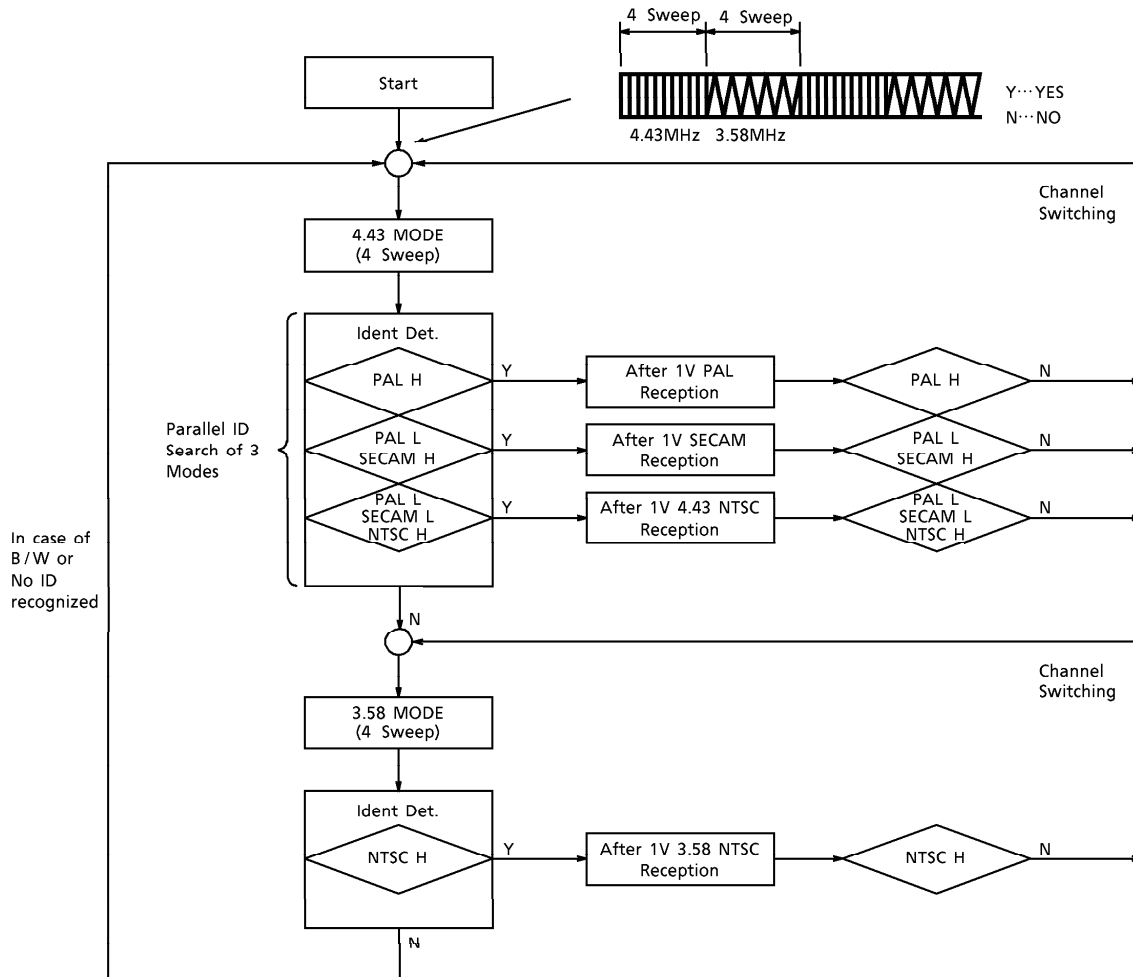 4 Sweep
4 Sweep
Start
Y···YES
N···NO
4.43MHz
3.58MHz
Channel
Switching
4.43 MODE
(4 Sweep)
Ident Det.
PAL H
Y
After 1V PAL
Reception
PAL H
N
Parallel ID
Search of 3
Modes
PAL L
SECAM H
Y
After 1V SECAM
Reception
PAL L
SECAM H
N
PAL L
SECAM L
NTSC H
Y
After 1V 4.43 NTSC
Reception
PAL L
SECAM L
NTSC H
N
In case of
B/W or
No ID
recognized
N
Channel
Switching
3.58 MODE
(4 Sweep)
Ident Det.
NTSC H
Y
After 1V 3.58 NTSC
Reception
NTSC H
N
N